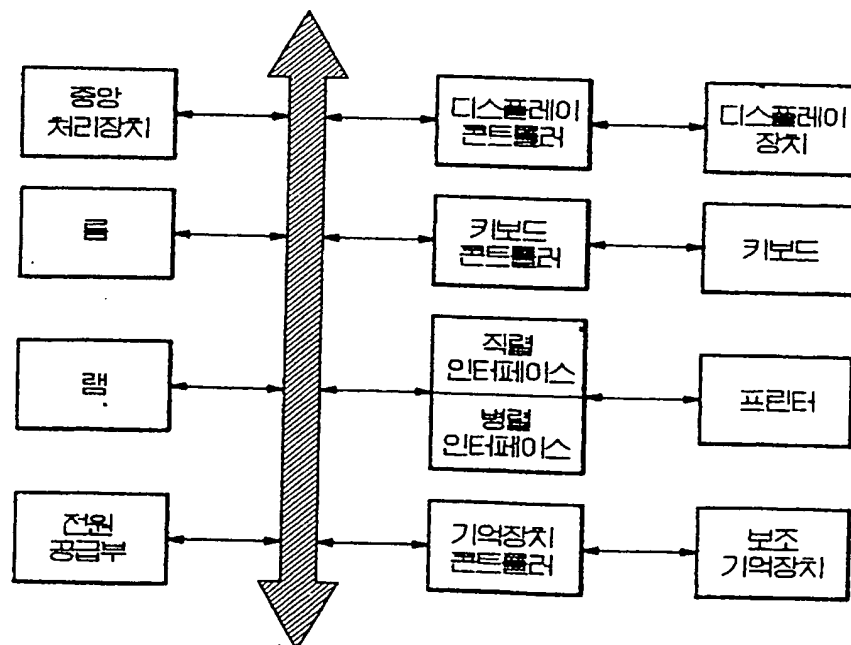 중앙
처리장치
디스플레이
콘트롤러
디스플레이
장치
롬
키보드
콘트롤러
키보드
램
직렬
인터페이스
병렬
인터페이스
프린터
전원
공급부
기억장치
콘트롤러
보조
기억장치